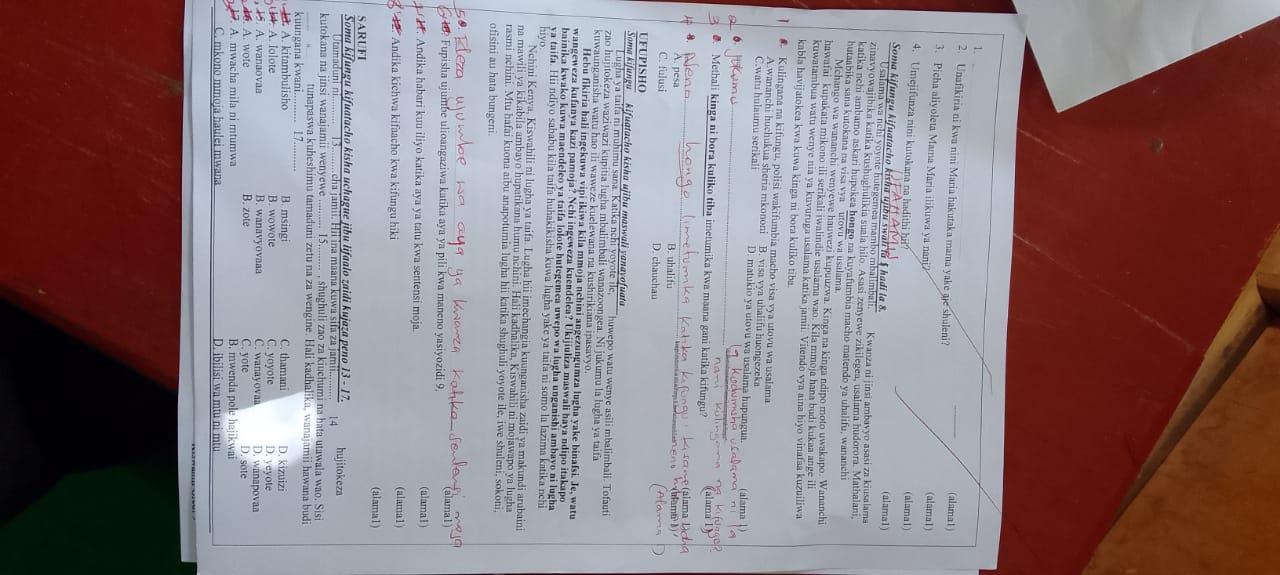 1.
2. Unafikiria ni kwa nini Maria hakutaka mama yake aje shuleni? (alama1)
3. Picha aliyoleta Mama Maria ilikuwa ya nani? (alama1)
4. Umejifunza nini kutokana na hadithi hii? (alama1)
UFAHAMU (alama1)
Soma kifungu kifuatacho kisha ujibu swali la 5 hadi la 8.
Usalama wa nchi yoyote hutegemea mambo mbalimbali. Kwanza ni jinsi ambavyo asasi za kiusalama
zinavyowajibika katika kushughulikia suala hilo. Asasi zenyewe zikilegea, usalama hudorora. Mathalani,
katika nchi ambamo askari hupokea hongo na kuyafumbia macho matendo ya uhalifu, wananchi
hutaabika sana kutokana na visa vya utovu wa usalama.
Mchango wa wananchi wenyewe hauwezi kupuuzwa. Kinga na kinga ndipo moto uwakapo. Wananchi
hawafai kupakata mikono ili serikali iwalindie usalama wao. Kila mmoja hana budi kukaa ange ili
kuwatambua watu wenye nia ya kuvuruga usalama katika jamii. Vitendo vya aina hiyo vinafaa kuzuiliwa
kabla havijatokea kwa kuwa kinga ni bora kuliko tiba.
1 Kulingana na kifungu, polisi wakifumbia macho visa vya utovu wa usalama
A.wananchi huchukua sheria mkononi B. visa vya uhalifu huongezeka
C.watu hulaumu serikali D. matukio ya utovu wa usalama hupungua. (alama 1)
2 6. Jukumu la kudumisha usalama ni la
nani kulingana na kifungo?
3 Methali kinga ni bora kuliko tiba imetumika kwa maana gani katika kifungu? (alama 1)
4 8. Neno hongo limetumika katika kifungu. (alama
A. pesa B. uhalifu neno (Alama 1)
C. fulusi D. chauchau
UFUPISHO
Soma kifungu kifuatacho kisha ujibu maswali yanayofuata
Lugha ya taifa ni muhimu sana. Katika nchi yoyote ile, huwepo watu wenye asili mbalimbali. Tofauti
zao hujitokeza waziwazi kupitia lugha mbalimbali wanazoongea. Ni jukumu la lugha ya taifa
kuwaunganisha watu hao ili waweze kuelewana na kushirikiana ipasavyo.
Hebu fikiria hali ingekuwa vipi ikiwa kila mmoja nchini angezungumza lugha yake binafsi. Je, watu
wangeweza kufanya kazi pamoja? Nchi ingeweza kuendelea? Ukijiuliza maswali haya ndipo itakapo
bainika kwako kuwa maendeleo ya taifa lolote hutegemea uwepo wa lugha unganishi ambayo ni lugha
ya taifa. Hii ndiyo sababu kila taifa huhakikisha kuwa lugha yake ya taifa ni somo la lazima katika nchi
hiyo.
Nchini Kenya, Kiswahili ni lugha ya taifa. Lugha hii imechangia kuunganisha zaidi ya makundi arubaini
na mawili ya kikabila ambayo hupatikana humu nchini. Hali kadhalika, Kiswahili ni mojawapo ya lugha
rasmi nchini. Mtu hafai kuona aibu anapotumia lugha hii katika shughuli yoyote ile, iwe shuleni, sokoni,
ofisini au hata bungeni.
5 9. Eleza ujumbe wa aya ya kwanza katika sentensi moja
6 10. Fupisha ujumbe ulioangaziwa katika aya ya pili kwa maneno yasiyozidi 9. (alama1)
7 11. Andika habari kuu iliyo katika aya ya tatu kwa sentensi moja. (alama1)
8 12. Andika kichwa kifaacho kwa kifungu hiki (alama1)
(alama1)
SARUFI
Soma kifungu kifuatacho kisha uchague jibu lifaalo zaidi kujaza peno 13 - 17.
Utamaduni ni.......... 13.........cha jamii. Hii ina maana kuwa sifa za jamii.......... 14 hujitokeza
kutokana na jinsi wanajamii wenyewe .......... 15........ , shughuli zao za kiuchumi na hata utawala wao. Sisi
tunapaswa kuheshimu tamaduni zetu na za wengine. Hali kadhalika, wanajamii hawana budi
kuungana kwani.......... 17..........
13. A. kitambulisho B. msingi C. thamani D. kizuizi
14. A. lolote B. wowote C. yoyote D. yeyote
15. A. wanaovaa B. wanavyovaaa C. wanayovaa D. wanapovaa
16. A. wote B. zote C. yote D. sote
17. A. mwacha mila ni mtumwa B. mwenda pole hajikwai
C. mkono mmoja haulei mwana D. ibilisi wa mtu ni mtu